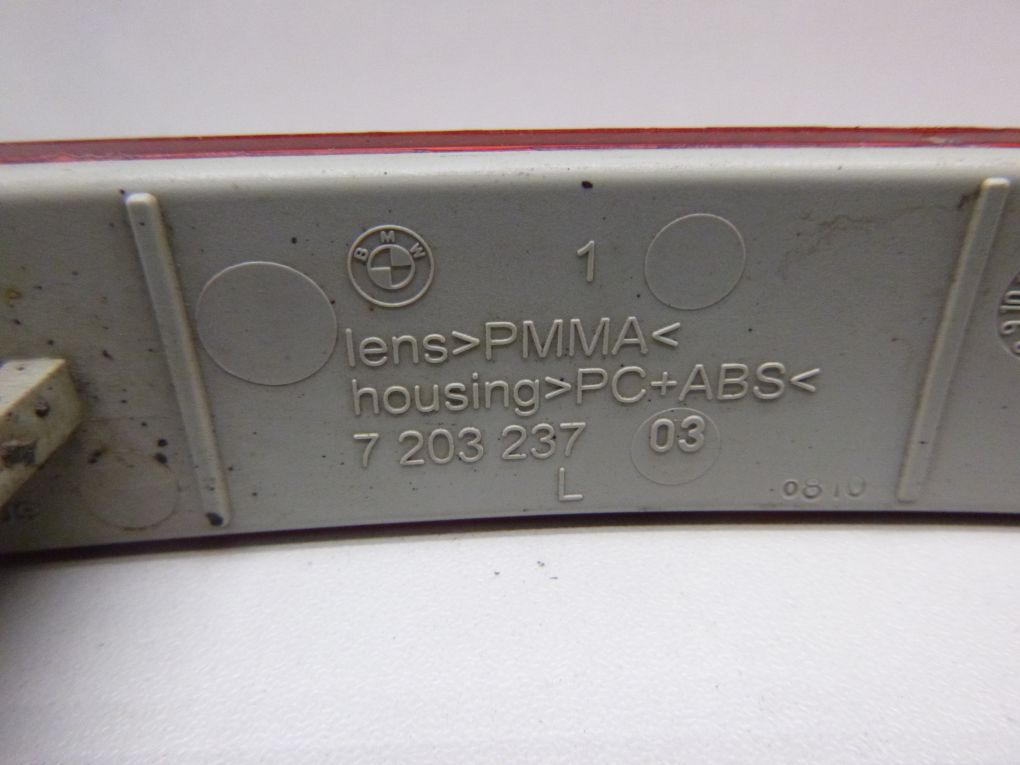 BMW
1
lens>PMMA<
housing>PC+ABS<
7 203 237 03
L
0810